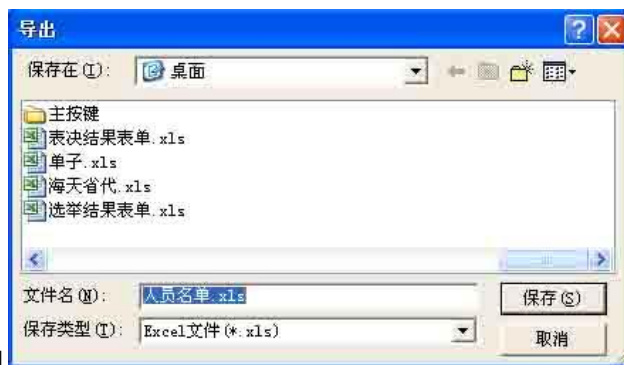 导出
保存在(I): 桌面
主按键
表决结果表单.xls
单子.xls
海天省代.xls
选举结果表单.xls
文件名(N): 人员名单.xls 保存(S)
保存类型(T): Excel文件(*.xls) 取消